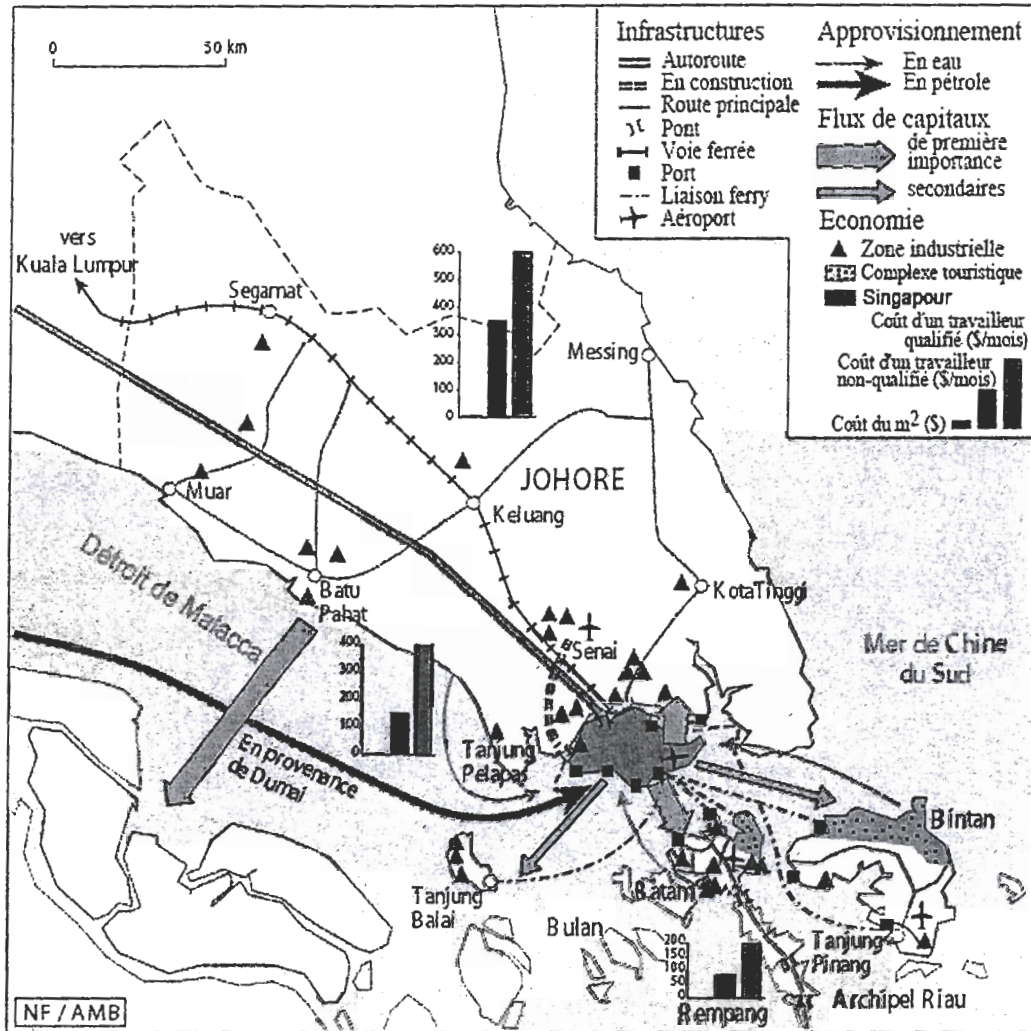 0 50 km
Infrastructures
Autoroute
En construction
Route principale
Pont
Voie ferrée
Port
Liaison ferry
Aéroport
Approvisionnement
En eau
En pétrole
Flux de capitaux
de première
importance
secondaires
Economie
Zone industrielle
Complexe touristique
Singapour
Coût d'un travailleur
qualifié ($/mois)
Coût d'un travailleur
non-qualifié ($/mois)
Coût du m² ($)
vers
Kuala Lumpur
Segamat
600
500
400
300
200
100
0
Messing
Muar
JOHORE
Keluang
Détroit de Malacca
Batu
Pahat
KotaTinggi
Senai
Mer de Chine
du Sud
400
300
200
100
0
Tanjung
Pelapas
En provenance
de Dumai
Bintan
Tanjung
Balai
Batam
Bulan
Tanjung
Pinang
200
150
100
50
0
Rempang
Archipel Riau
NF / AMB